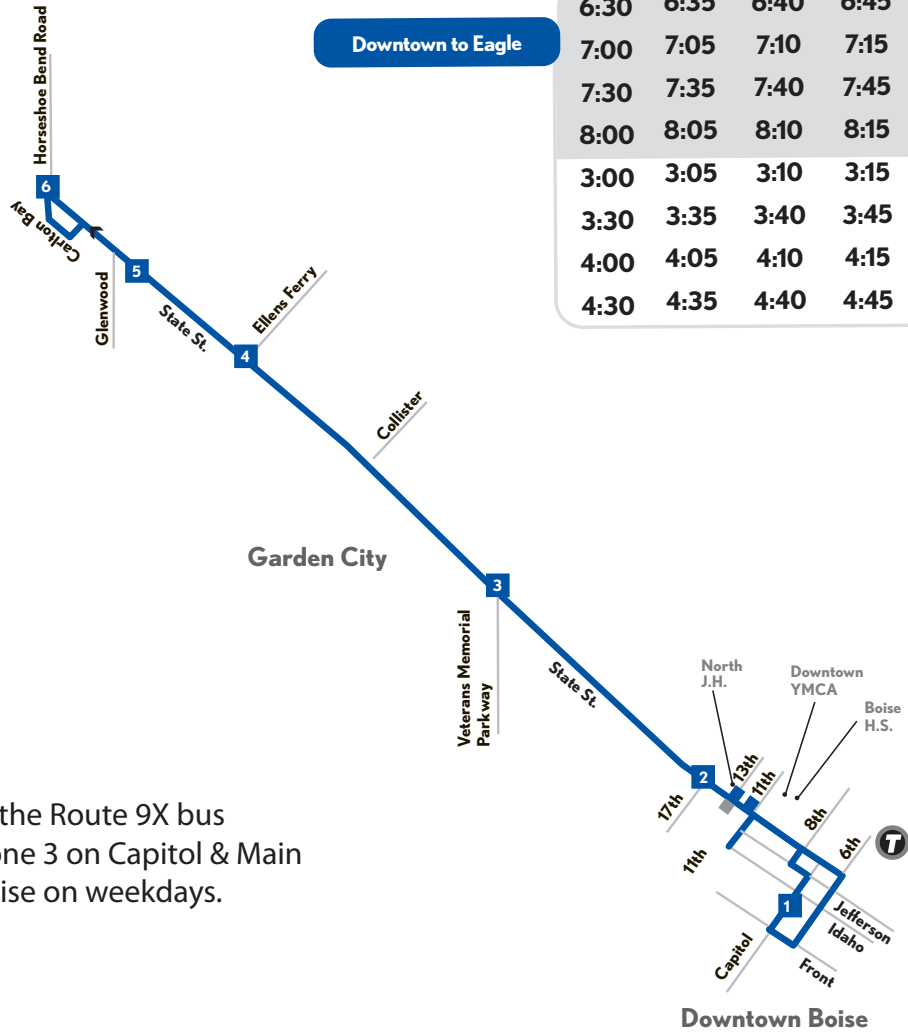 6:30 6:35 6:40 6:45
Downtown to Eagle
7:00 7:05 7:10 7:15
7:30 7:35 7:40 7:45
8:00 8:05 8:10 8:15
3:00 3:05 3:10 3:15
3:30 3:35 3:40 3:45
4:00 4:05 4:10 4:15
4:30 4:35 4:40 4:45
Horseshoe Bend Road
6
Carlton Bay
5
Glenwood
State St.
4
Ellens Ferry
Collister
Garden City
3
Veterans Memorial
Parkway
State St.
North
J.H.
Downtown
YMCA
Boise
H.S.
2
13th
11th
17th
8th
6th
T
11th
1
Jefferson
Idaho
Capitol
Front
Downtown Boise
the Route 9X bus
one 3 on Capitol & Main
ise on weekdays.